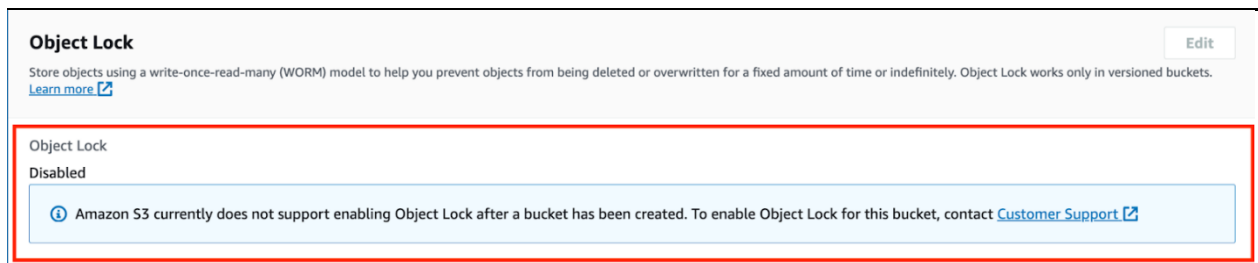 Object Lock
Edit
Store objects using a write-once-read-many (WORM) model to help you prevent objects from being deleted or overwritten for a fixed amount of time or indefinitely. Object Lock works only in versioned buckets.
Learn more
Object Lock
Disabled
Amazon S3 currently does not support enabling Object Lock after a bucket has been created. To enable Object Lock for this bucket, contact Customer Support